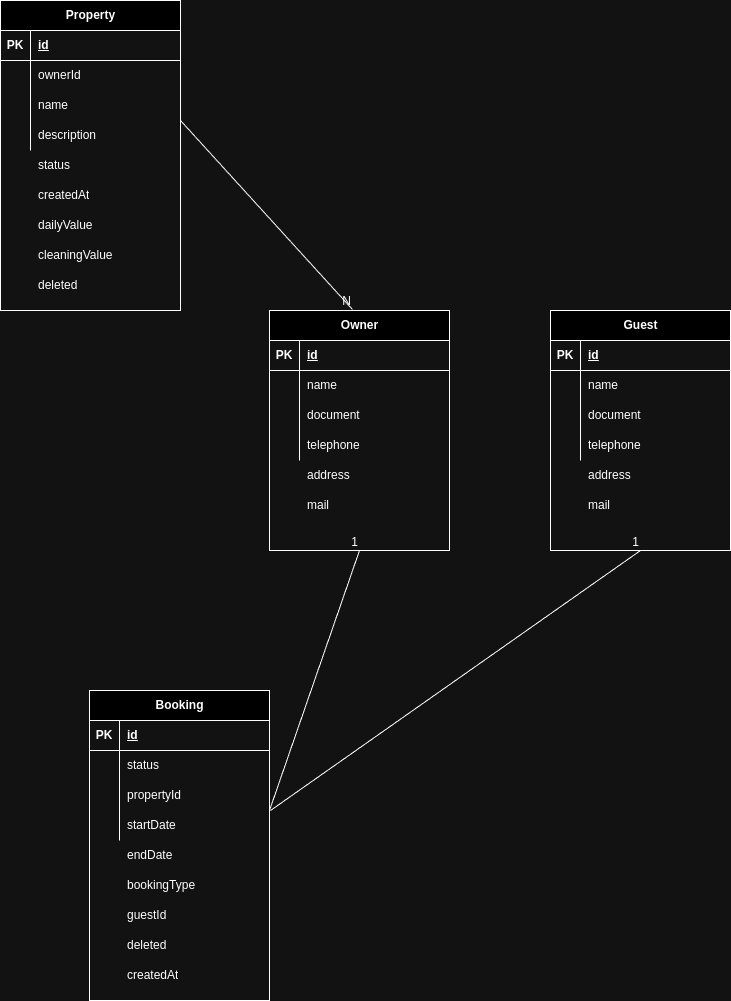 Property
PK id
ownerId
name
description
status
createdAt
dailyValue
cleaningValue
deleted
N
Owner
PK id
name
document
telephone
address
mail
1
Guest
PK id
name
document
telephone
address
mail
1
Booking
PK id
status
propertyId
startDate
endDate
bookingType
guestId
deleted
createdAt